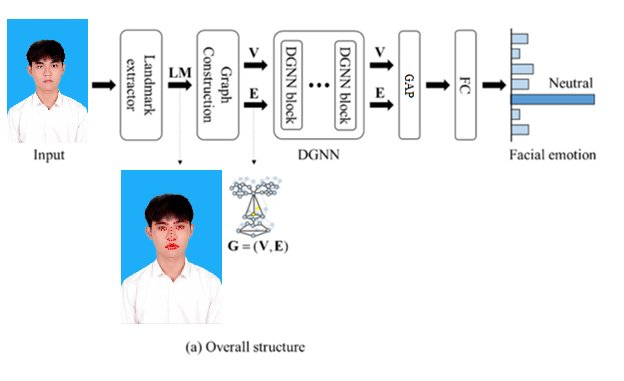 Landmark
extractor
LM
Graph
Construction
V
E
DGNN block
DGNN block
V
E
GAP
FC
Neutral
Input
DGNN
Facial emotion
G = (V, E)
(a) Overall structure